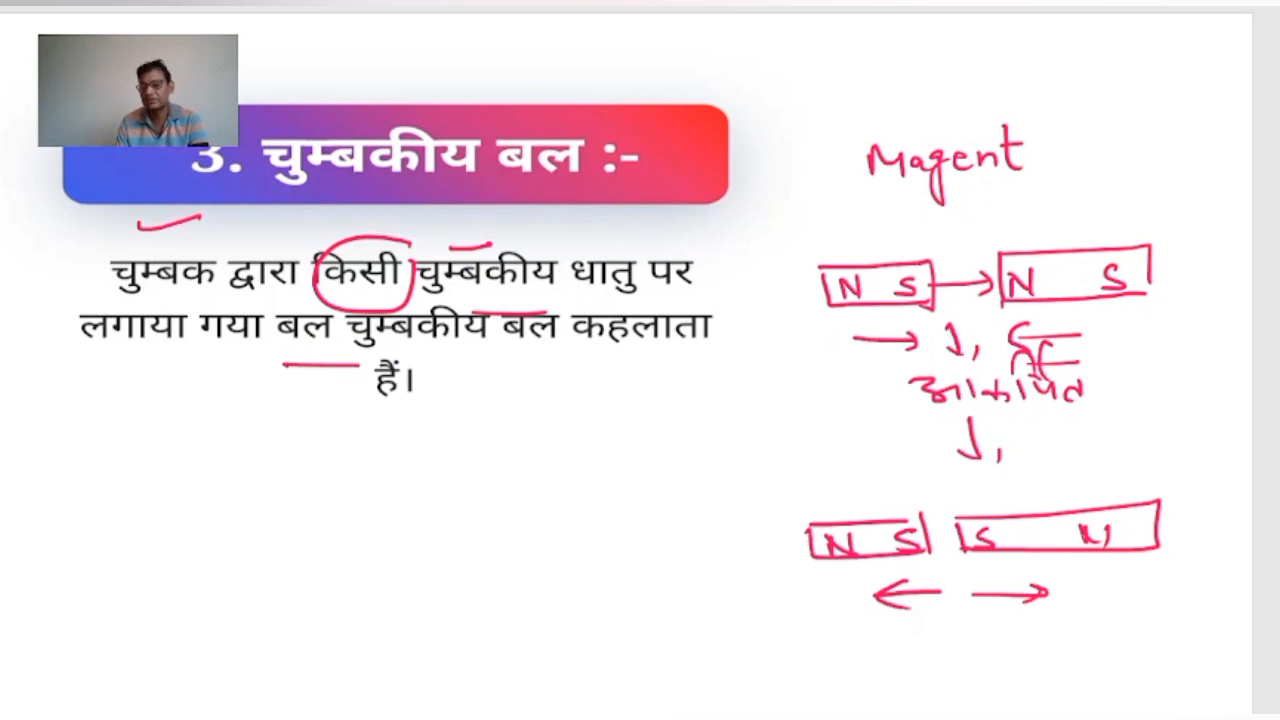 3. चुम्बकीय बल :-
चुम्बक द्वारा किसी चुम्बकीय धातु पर
लगाया गया बल चुम्बकीय बल कहलाता
हैं।
Magent
N S N S
आकर्षित
N S S N